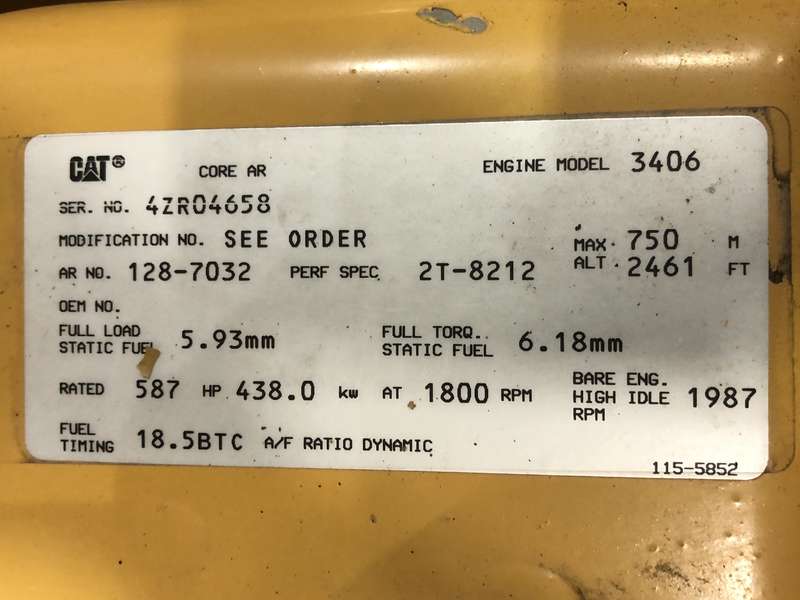 CAT® CORE AR ENGINE MODEL 3406
SER. NO. 4ZR04658
MODIFICATION NO. SEE ORDER MAX. 750 M
AR NO. 128-7032 PERF SPEC 2T-8212 ALT. 2461 FT
OEM NO.
FULL LOAD STATIC FUEL 5.93mm FULL TORQ. STATIC FUEL 6.18mm
RATED 587 HP 438.0 kw AT 1800 RPM BARE ENG. HIGH IDLE RPM 1987
FUEL TIMING 18.5BTC A/F RATIO DYNAMIC
115-5852